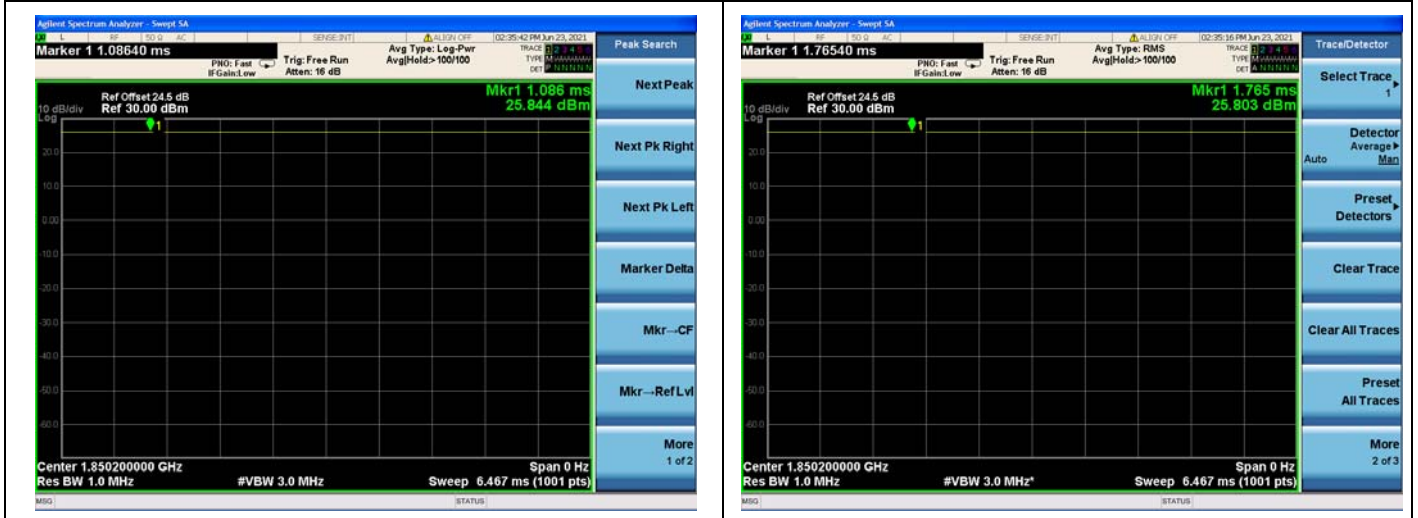 Agilent Spectrum Analyzer - Swept SA
L RF 50 Ω AC SENSE:INT ALIGN OFF 02:35:42 PM Jun 23, 2021
Marker 1 1.08640 ms
PNO: Fast
IFGain:Low
Trig: Free Run
Atten: 16 dB
Avg Type: Log-Pwr
Avg|Hold:> 100/100
TRACE 1 2 3 4 5 6
TYPE M
DET P N N N N N
Mkr1 1.086 ms
25.844 dBm
Ref Offset 24.5 dB
10 dB/div Ref 30.00 dBm
Log
1
20.0
10.0
0.00
-10.0
-20.0
-30.0
-40.0
-50.0
-60.0
Center 1.850200000 GHz
Span 0 Hz
Res BW 1.0 MHz #VBW 3.0 MHz Sweep 6.467 ms (1001 pts)
MSG STATUS
Peak Search
Next Peak
Next Pk Right
Next Pk Left
Marker Delta
Mkr→CF
Mkr→Ref Lvl
More
1 of 2
Agilent Spectrum Analyzer - Swept SA
L RF 50 Ω AC SENSE:INT ALIGN OFF 02:35:16 PM Jun 23, 2021
Marker 1 1.76540 ms
PNO: Fast
IFGain:Low
Trig: Free Run
Atten: 16 dB
Avg Type: RMS
Avg|Hold:> 100/100
TRACE 1 2 3 4 5 6
TYPE M
DET A N N N N N
Mkr1 1.765 ms
25.803 dBm
Ref Offset 24.5 dB
10 dB/div Ref 30.00 dBm
Log
1
20.0
10.0
0.00
-10.0
-20.0
-30.0
-40.0
-50.0
-60.0
Center 1.850200000 GHz
Span 0 Hz
Res BW 1.0 MHz #VBW 3.0 MHz* Sweep 6.467 ms (1001 pts)
MSG STATUS
Trace/Detector
Select Trace
1
Detector
Average
Auto Man
Preset
Detectors
Clear Trace
Clear All Traces
Preset
All Traces
More
2 of 3